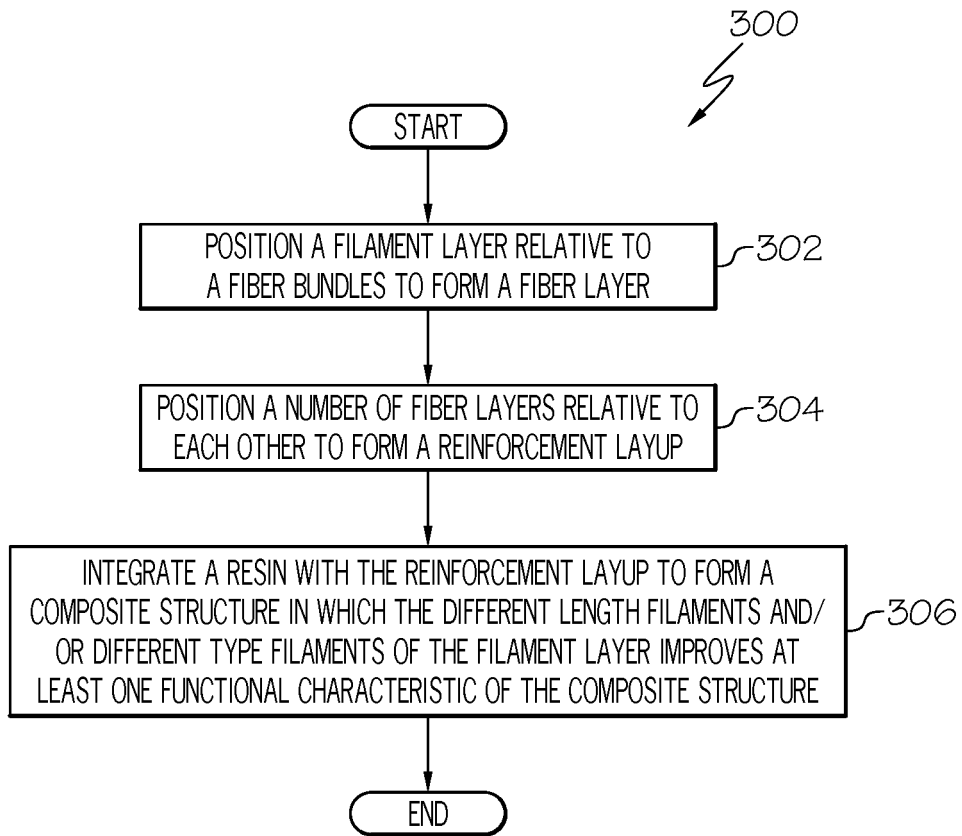 300
START
POSITION A FILAMENT LAYER RELATIVE TO
A FIBER BUNDLES TO FORM A FIBER LAYER
302
POSITION A NUMBER OF FIBER LAYERS RELATIVE TO
EACH OTHER TO FORM A REINFORCEMENT LAYUP
304
INTEGRATE A RESIN WITH THE REINFORCEMENT LAYUP TO FORM A
COMPOSITE STRUCTURE IN WHICH THE DIFFERENT LENGTH FILAMENTS AND/
OR DIFFERENT TYPE FILAMENTS OF THE FILAMENT LAYER IMPROVES AT
LEAST ONE FUNCTIONAL CHARACTERISTIC OF THE COMPOSITE STRUCTURE
306
END